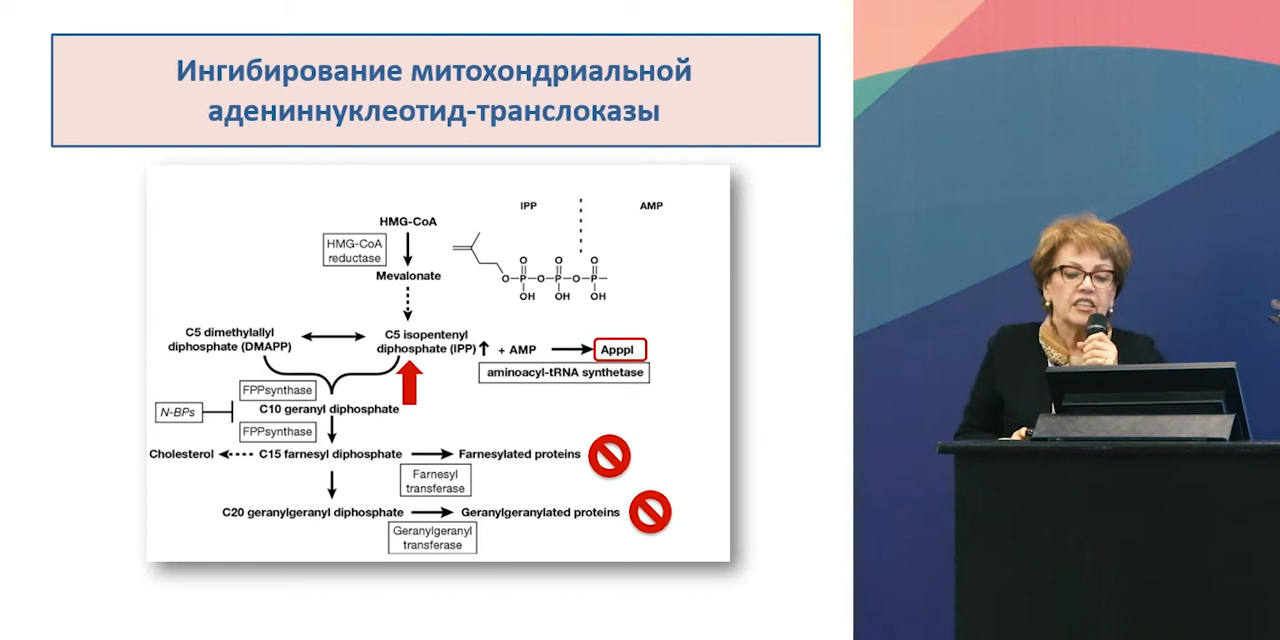 Ингибирование митохондриальной
адениннуклеотид-транслоказы
IPP
AMP
HMG-CoA
HMG-CoA
reductase
Mevalonate
O O O
O P O P O P
OH OH OH
C5 dimethylallyl
diphosphate (DMAPP)
C5 isopentenyl
diphosphate (IPP)
+ AMP
ApppI
aminoacyl-tRNA synthetase
FPPsynthase
N-BPs
C10 geranyl diphosphate
FPPsynthase
Cholesterol
C15 farnesyl diphosphate
Farnesylated proteins
Farnesyl
transferase
C20 geranylgeranyl diphosphate
Geranylgeranylated proteins
Geranylgeranyl
transferase